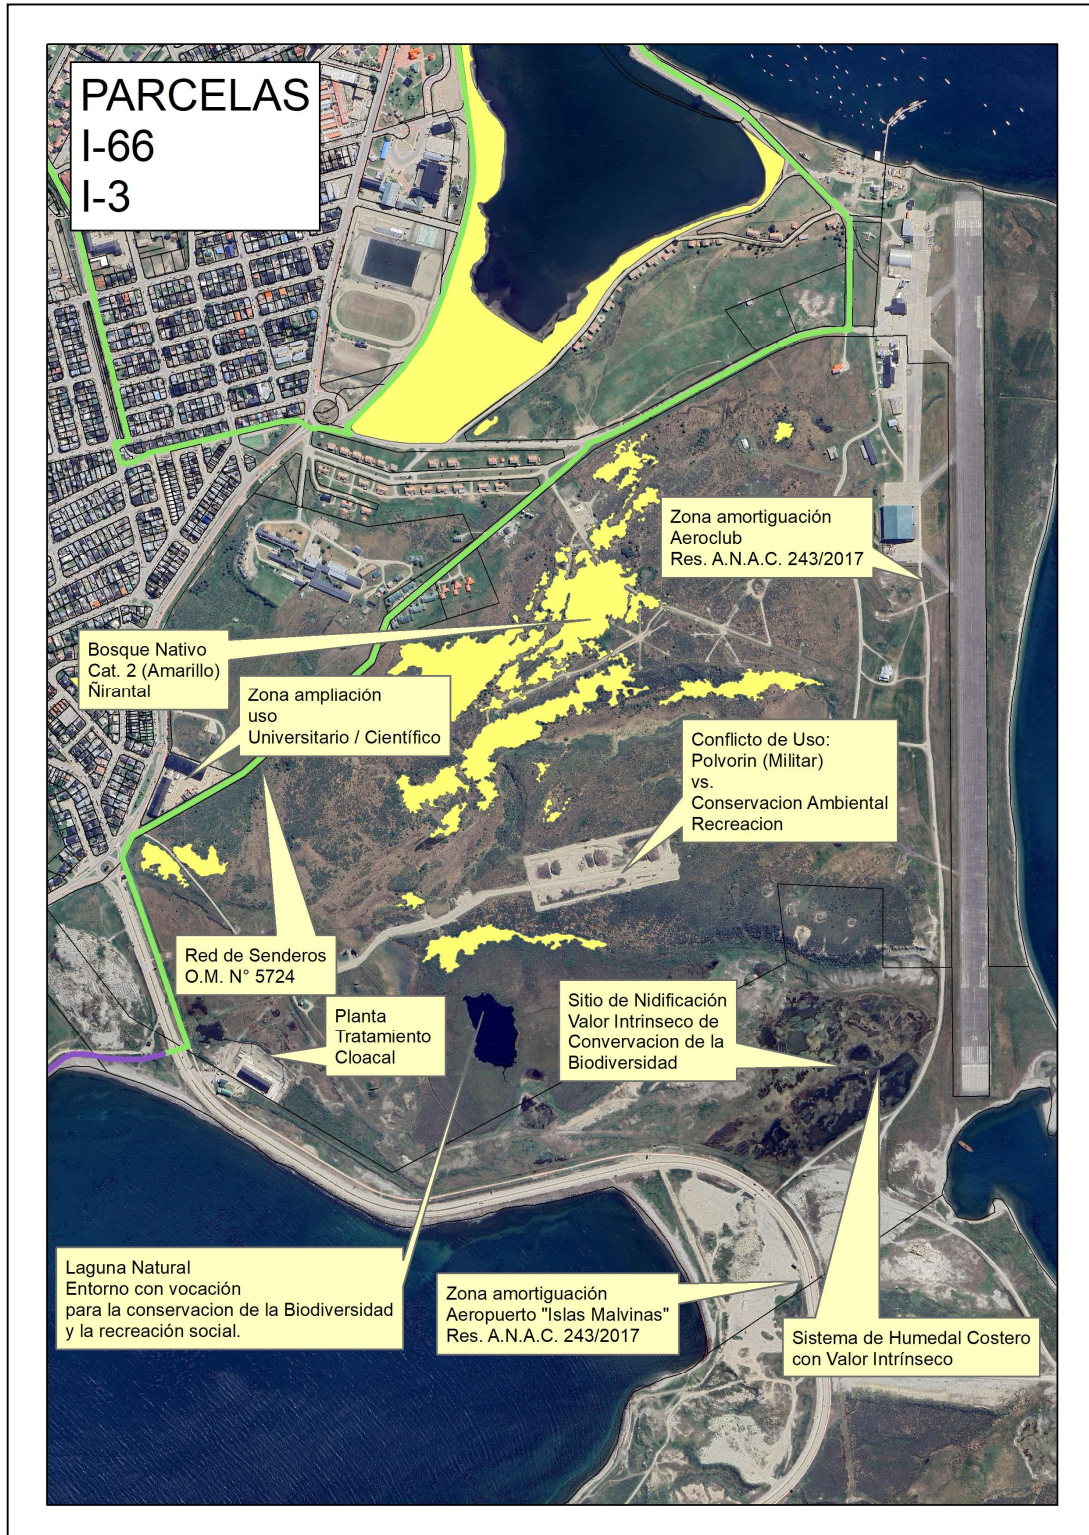 PARCELAS
I-66
I-3
Zona amortiguación
Aeroclub
Res. A.N.A.C. 243/2017
Bosque Nativo
Cat. 2 (Amarillo)
Ñirantal
Zona ampliación
uso
Universitario / Científico
Conflicto de Uso:
Polvorin (Militar)
vs.
Conservacion Ambiental
Recreacion
Red de Senderos
O.M. N° 5724
Planta
Tratamiento
Cloacal
Sitio de Nidificación
Valor Intrinseco de
Convervacion de la
Biodiversidad
Laguna Natural
Entorno con vocación
para la conservacion de la Biodiversidad
y la recreación social.
Zona amortiguación
Aeropuerto "Islas Malvinas"
Res. A.N.A.C. 243/2017
Sistema de Humedal Costero
con Valor Intrínseco